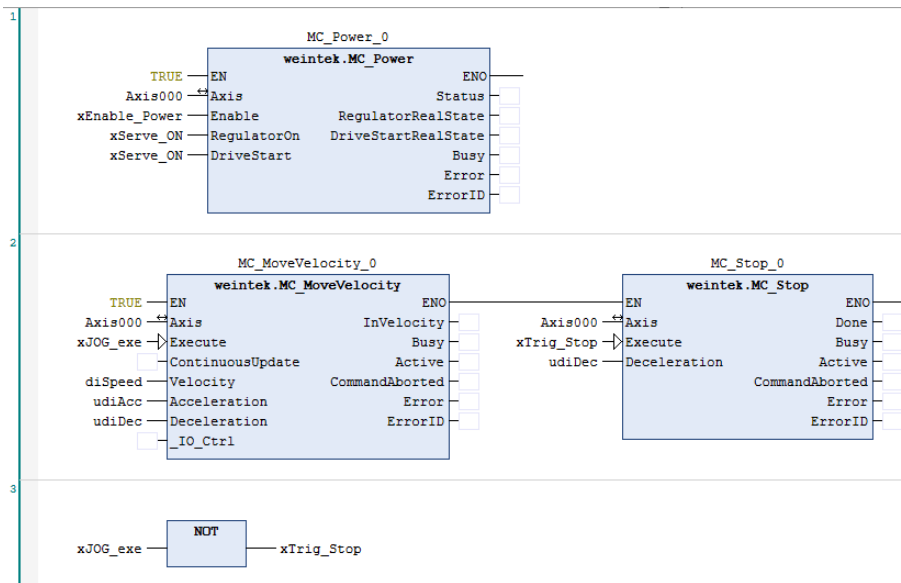 1
MC_Power_0
weintek.MC_Power
TRUE EN ENO
Axis000 Axis Status
xEnable_Power Enable RegulatorRealState
xServe_ON RegulatorOn DriveStartRealState
xServe_ON DriveStart Busy
Error
ErrorID
2
MC_MoveVelocity_0 MC_Stop_0
weintek.MC_MoveVelocity weintek.MC_Stop
TRUE EN ENO EN ENO
Axis000 Axis InVelocity Axis000 Axis Done
xJOG_exe Execute Busy xTrig_Stop Execute Busy
ContinuousUpdate Active udiDec Deceleration Active
diSpeed Velocity CommandAborted CommandAborted
udiAcc Acceleration Error Error
udiDec Deceleration ErrorID ErrorID
_IO_Ctrl
3
NOT
xJOG_exe xTrig_Stop